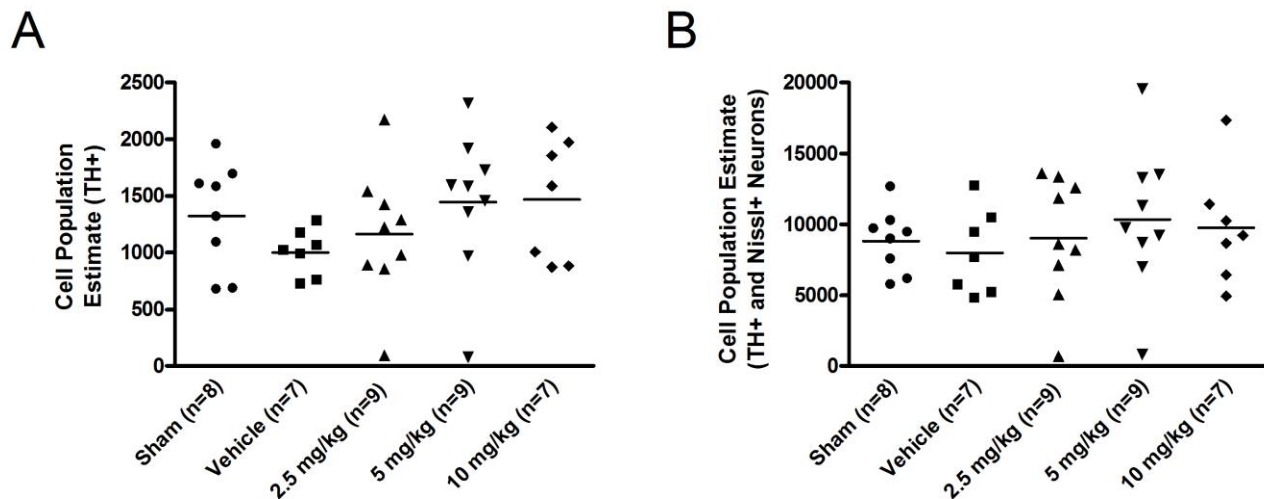 A
Cell Population
Estimate (TH+)
2500
2000
1500
1000
500
0
Sham (n=8)
Vehicle (n=7)
2.5 mg/kg (n=9)
5 mg/kg (n=9)
10 mg/kg (n=7)
B
Cell Population Estimate
(TH+ and Nissl+ Neurons)
20000
15000
10000
5000
0
Sham (n=8)
Vehicle (n=7)
2.5 mg/kg (n=9)
5 mg/kg (n=9)
10 mg/kg (n=7)